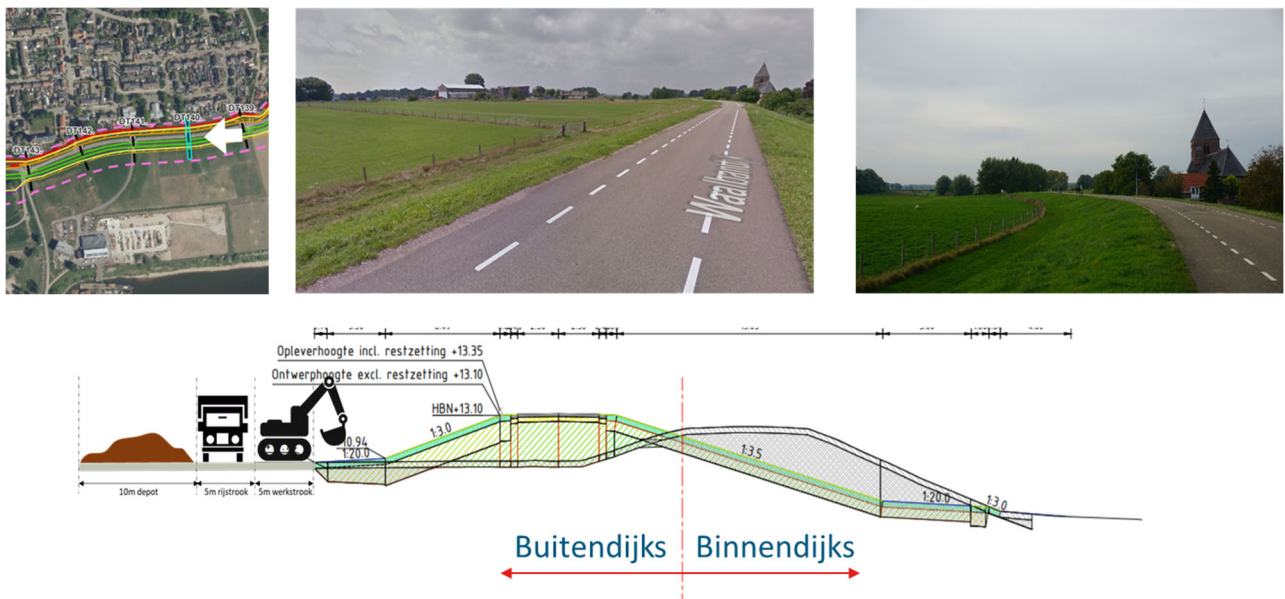 DT143.
DT142.
DT141.
DT140.
DT139.
Waalbandijk
Opleverhoogte incl. restzetting +13.35
Ontwerphoogte excl. restzetting +13.10
HBN+13.10
10.94
1:20.0
1:3.0
1:3.5
1:20.0
1:3.0
10m depot
5m rijstrook
5m werkstrook
Buitendijks
Binnendijks